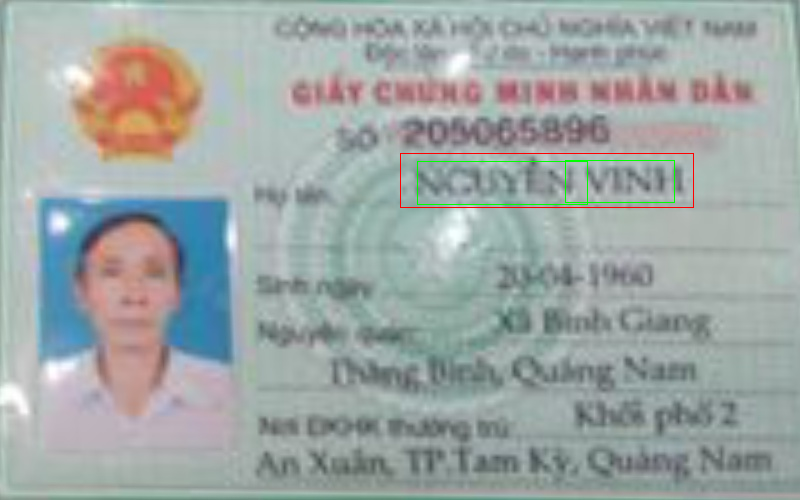 CỘNG HÒA XÃ HỘI CHỦ NGHĨA VIỆT NAM
Độc lập - Tự do - Hạnh phúc
GIẤY CHỨNG MINH NHÂN DÂN
SỐ 205065896
Họ tên NGUYỄN VINH
Sinh ngày 20-04-1960
Nguyên quán: Xã Bình Giang
Thăng Bình, Quảng Nam
Nơi ĐKHK thường trú: Khối phố 2
An Xuân, TP.Tam Kỳ, Quảng Nam